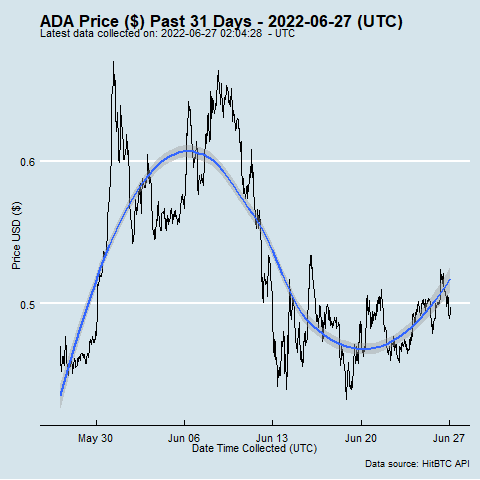 ADA Price ($) Past 31 Days - 2022-06-27 (UTC)
Latest data collected on: 2022-06-27 02:04:28 - UTC
0.6
Price USD ($)
0.5
May 30 Jun 06 Jun 13 Jun 20 Jun 27
Date Time Collected (UTC)
Data source: HitBTC API